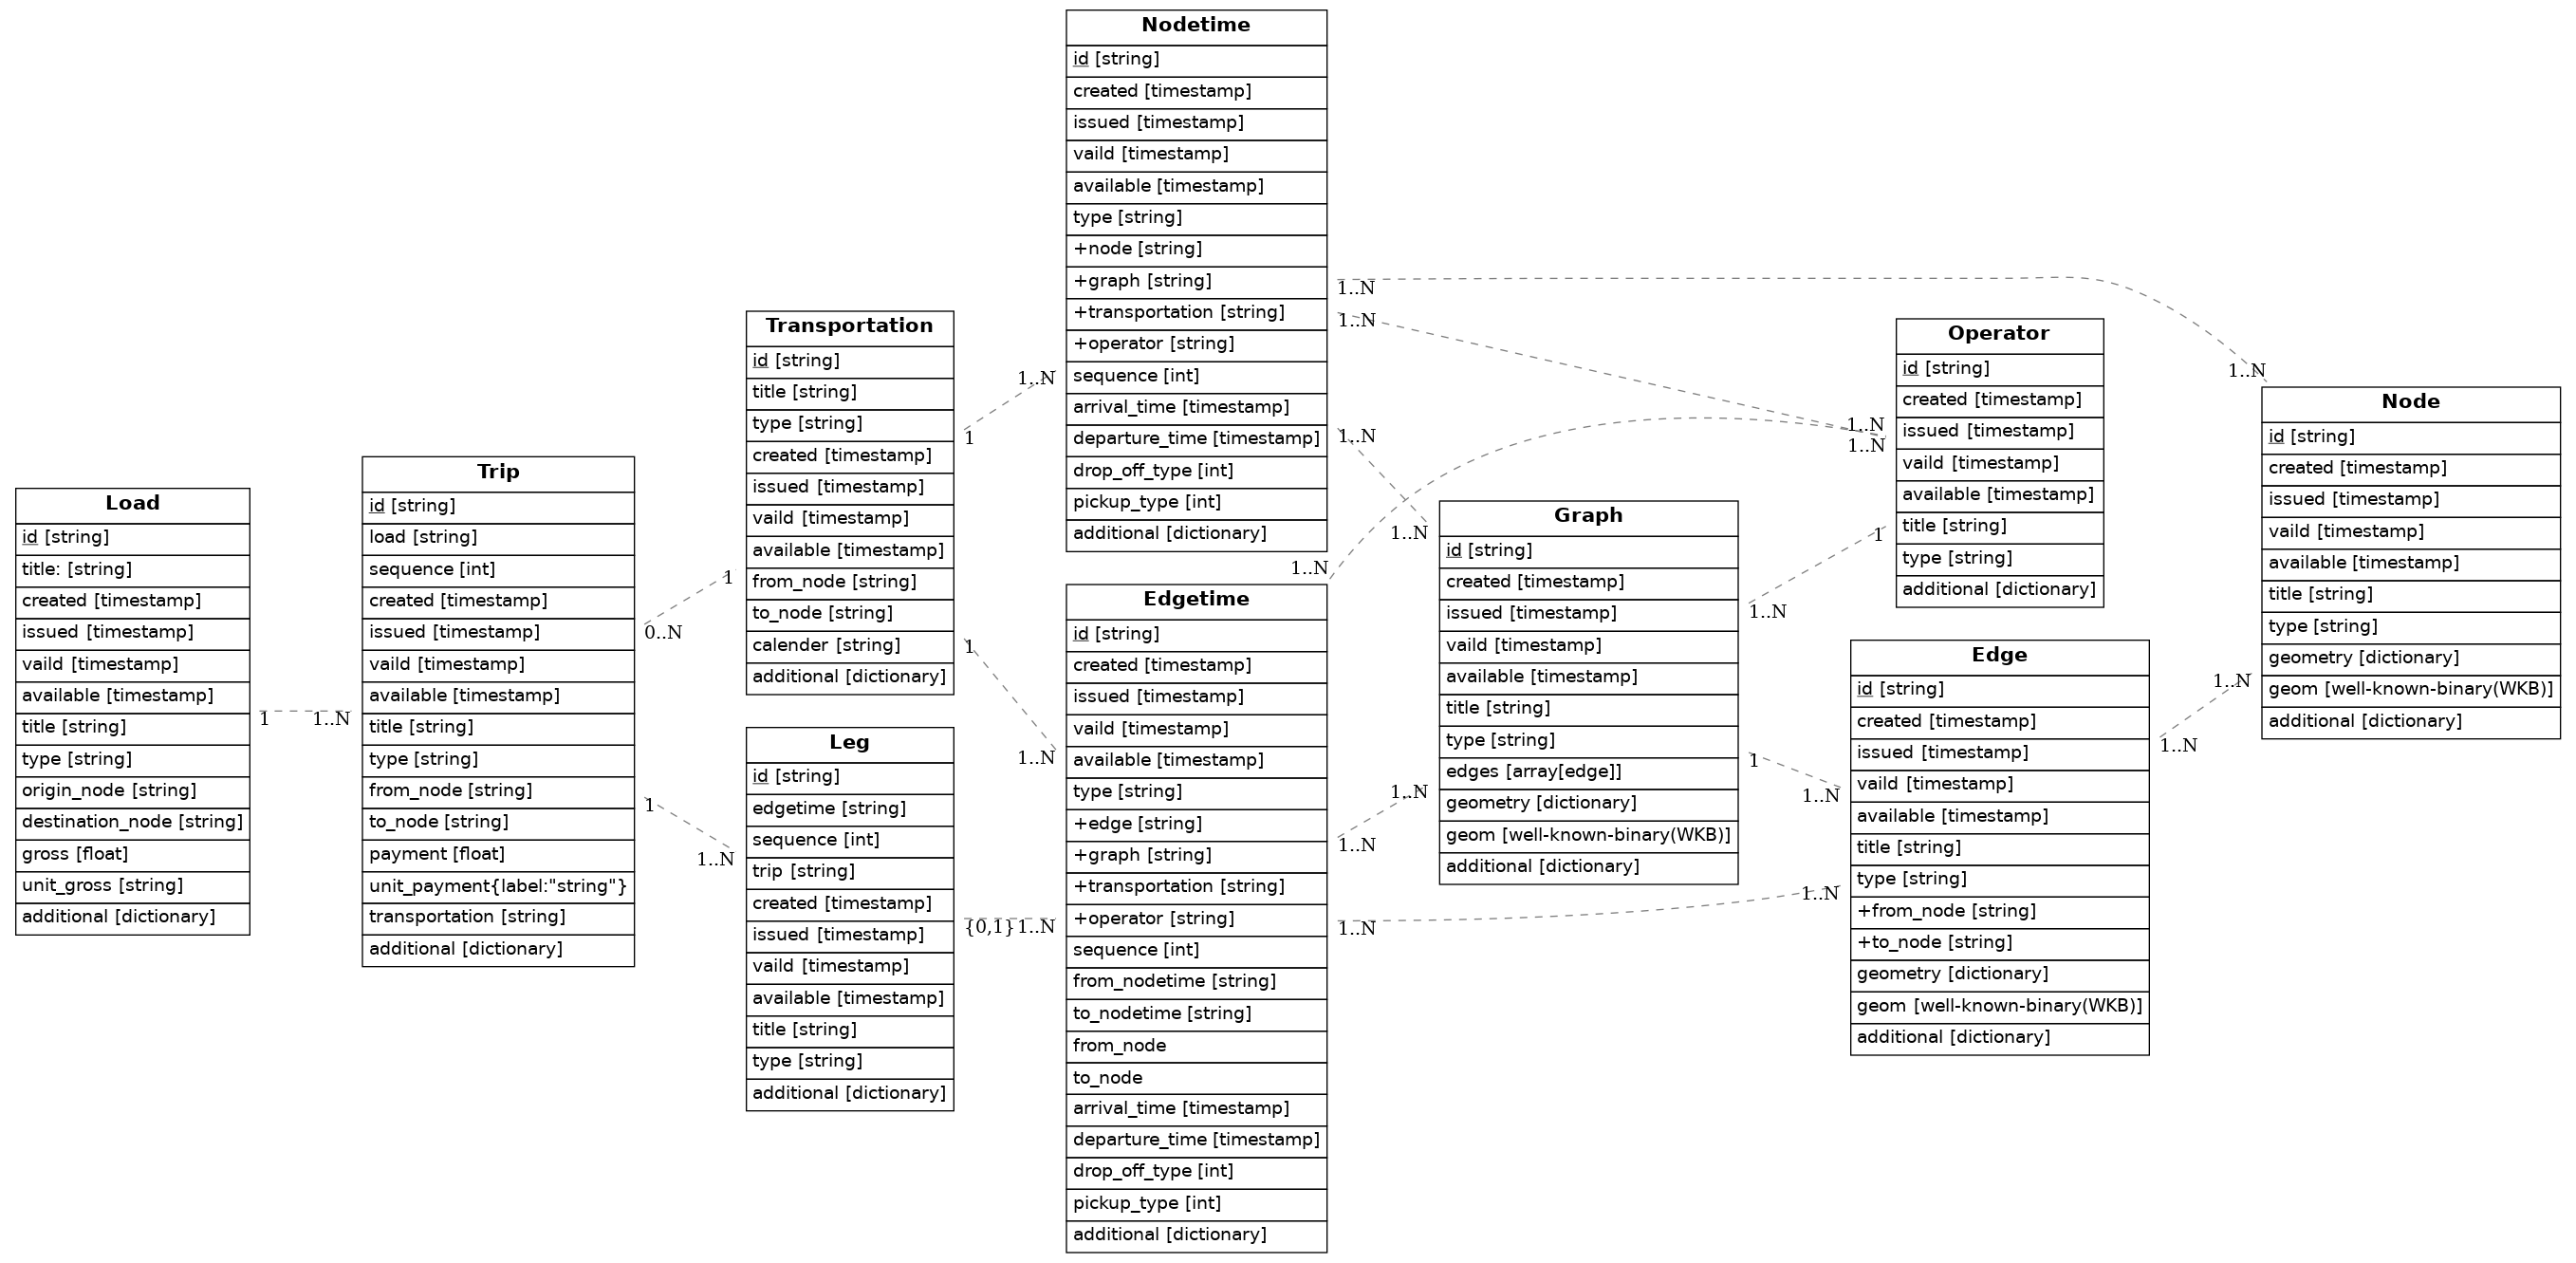 Load
id [string]
title: [string]
created [timestamp]
issued [timestamp]
vaild [timestamp]
available [timestamp]
title [string]
type [string]
origin_node [string]
destination_node [string]
gross [float]
unit_gross [string]
additional [dictionary]
1
1..N
Trip
id [string]
load [string]
sequence [int]
created [timestamp]
issued [timestamp]
vaild [timestamp]
available [timestamp]
title [string]
type [string]
from_node [string]
to_node [string]
payment [float]
unit_payment{label:"string"}
transportation [string]
additional [dictionary]
0..N
1
1
1..N
Transportation
id [string]
title [string]
type [string]
created [timestamp]
issued [timestamp]
vaild [timestamp]
available [timestamp]
from_node [string]
to_node [string]
calender [string]
additional [dictionary]
1
1..N
1
1..N
Leg
id [string]
edgetime [string]
sequence [int]
trip [string]
created [timestamp]
issued [timestamp]
vaild [timestamp]
available [timestamp]
title [string]
type [string]
additional [dictionary]
{0,1}
1..N
Nodetime
id [string]
created [timestamp]
issued [timestamp]
vaild [timestamp]
available [timestamp]
type [string]
+node [string]
+graph [string]
+transportation [string]
+operator [string]
sequence [int]
arrival_time [timestamp]
departure_time [timestamp]
drop_off_type [int]
pickup_type [int]
additional [dictionary]
1..N
1..N
1..N
1..N
1..N
1..N
Edgetime
id [string]
created [timestamp]
issued [timestamp]
vaild [timestamp]
available [timestamp]
type [string]
+edge [string]
+graph [string]
+transportation [string]
+operator [string]
sequence [int]
from_nodetime [string]
to_nodetime [string]
from_node
to_node
arrival_time [timestamp]
departure_time [timestamp]
drop_off_type [int]
pickup_type [int]
additional [dictionary]
1..N
1..N
1..N
1..N
1..N
1..N
Graph
id [string]
created [timestamp]
issued [timestamp]
vaild [timestamp]
available [timestamp]
title [string]
type [string]
edges [array[edge]]
geometry [dictionary]
geom [well-known-binary(WKB)]
additional [dictionary]
1..N
1
1
1..N
Operator
id [string]
created [timestamp]
issued [timestamp]
vaild [timestamp]
available [timestamp]
title [string]
type [string]
additional [dictionary]
Edge
id [string]
created [timestamp]
issued [timestamp]
vaild [timestamp]
available [timestamp]
title [string]
type [string]
+from_node [string]
+to_node [string]
geometry [dictionary]
geom [well-known-binary(WKB)]
additional [dictionary]
1..N
1..N
Node
id [string]
created [timestamp]
issued [timestamp]
vaild [timestamp]
available [timestamp]
title [string]
type [string]
geometry [dictionary]
geom [well-known-binary(WKB)]
additional [dictionary]